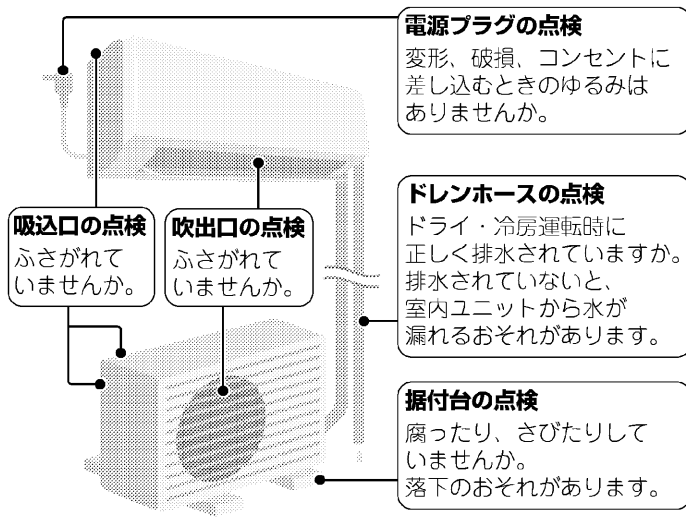 電源プラグの点検
変形、破損、コンセントに
差し込むときのゆるみは
ありませんか。
吸込口の点検
ふさがれて
いませんか。
吹出口の点検
ふさがれて
いませんか。
ドレンホースの点検
ドライ・冷房運転時に
正しく排水されていますか。
排水されていないと、
室内ユニットから水が
漏れるおそれがあります。
据付台の点検
腐ったり、さびたりして
いませんか。
落下のおそれがあります。